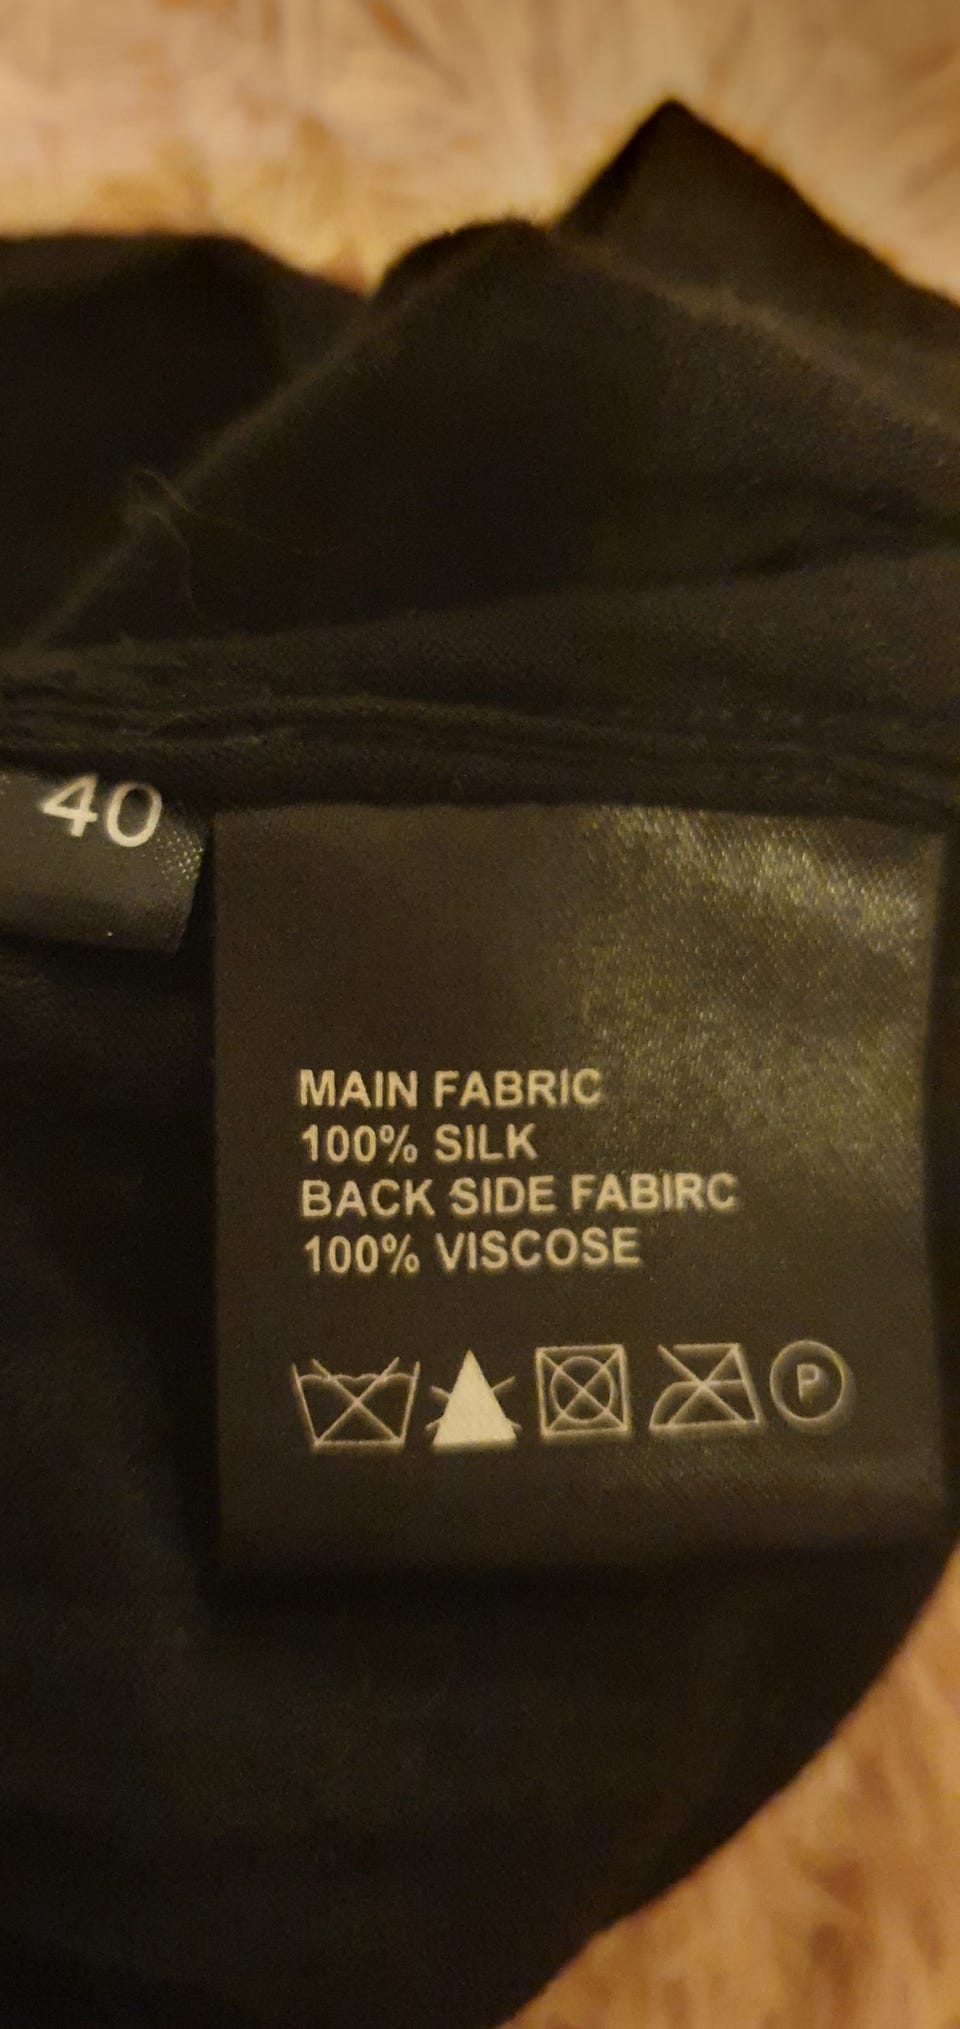 40
MAIN FABRIC
100% SILK
BACK SIDE FABIRC
100% VISCOSE
P